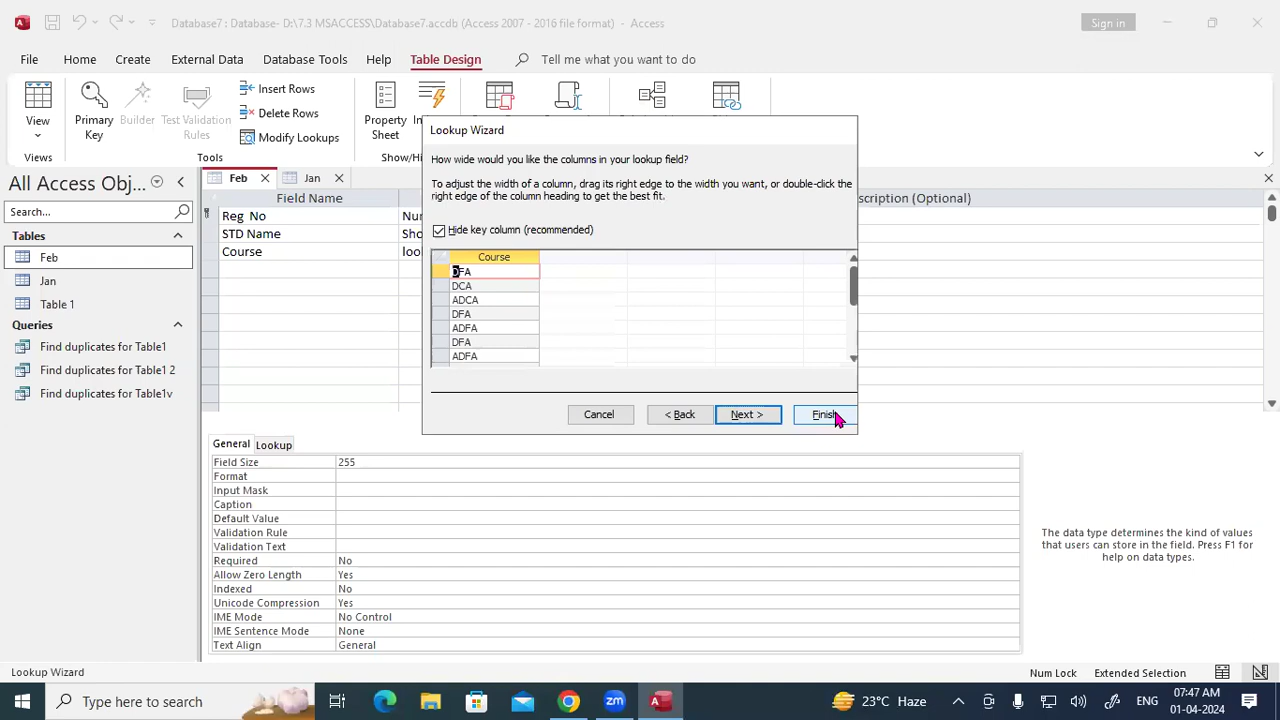 Database7 : Database- D:\7.3 MSACCESS\Database7.accdb (Access 2007 - 2016 file format) - Access
Sign in
File Home Create External Data Database Tools Help Table Design Tell me what you want to do
View
Primary Key
Builder
Test Validation Rules
Insert Rows
Delete Rows
Modify Lookups
Property Sheet
Views
Tools
Show/Hi
All Access Obj...
Search...
Tables
Feb
Jan
Table 1
Queries
Find duplicates for Table1
Find duplicates for Table1 2
Find duplicates for Table1v
Feb
Jan
Field Name
scription (Optional)
Reg_No Nu
STD Name Sho
Course loo
Lookup Wizard
How wide would you like the columns in your lookup field?
To adjust the width of a column, drag its right edge to the width you want, or double-click the
right edge of the column heading to get the best fit.
Hide key column (recommended)
Course
DFA
DCA
ADCA
DFA
ADFA
DFA
ADFA
Cancel < Back Next > Finish
General Lookup
Field Size 255
Format
Input Mask
Caption
Default Value
Validation Rule
Validation Text
Required No
Allow Zero Length Yes
Indexed No
Unicode Compression Yes
IME Mode No Control
IME Sentence Mode None
Text Align General
The data type determines the kind of values
that users can store in the field. Press F1 for
help on data types.
Lookup Wizard
Num Lock Extended Selection
Type here to search
zm
23°C Haze
ENG
07:47 AM
01-04-2024